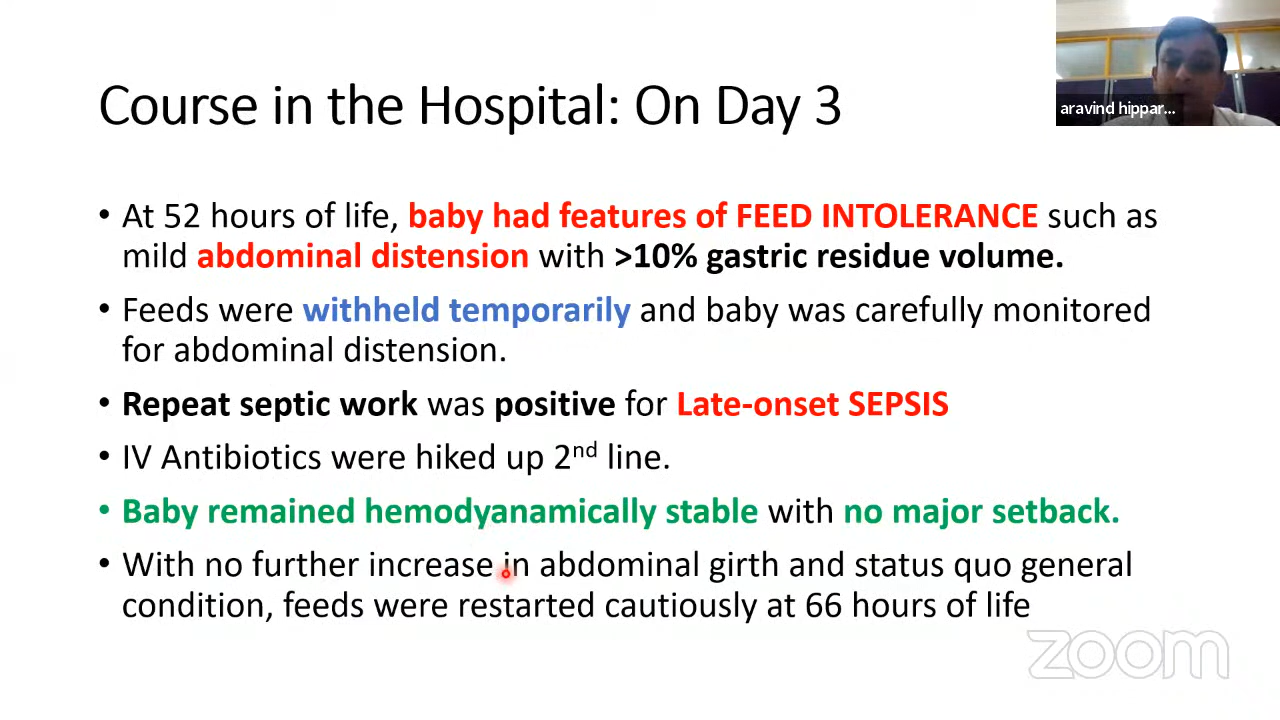 Course in the Hospital: On Day 3
aravind hippar...
• At 52 hours of life, baby had features of FEED INTOLERANCE such as
mild abdominal distension with >10% gastric residue volume.
• Feeds were withheld temporarily and baby was carefully monitored
for abdominal distension.
• Repeat septic work was positive for Late-onset SEPSIS
• IV Antibiotics were hiked up 2nd line.
• Baby remained hemodyanamically stable with no major setback.
• With no further increase in abdominal girth and status quo general
condition, feeds were restarted cautiously at 66 hours of life
zoom